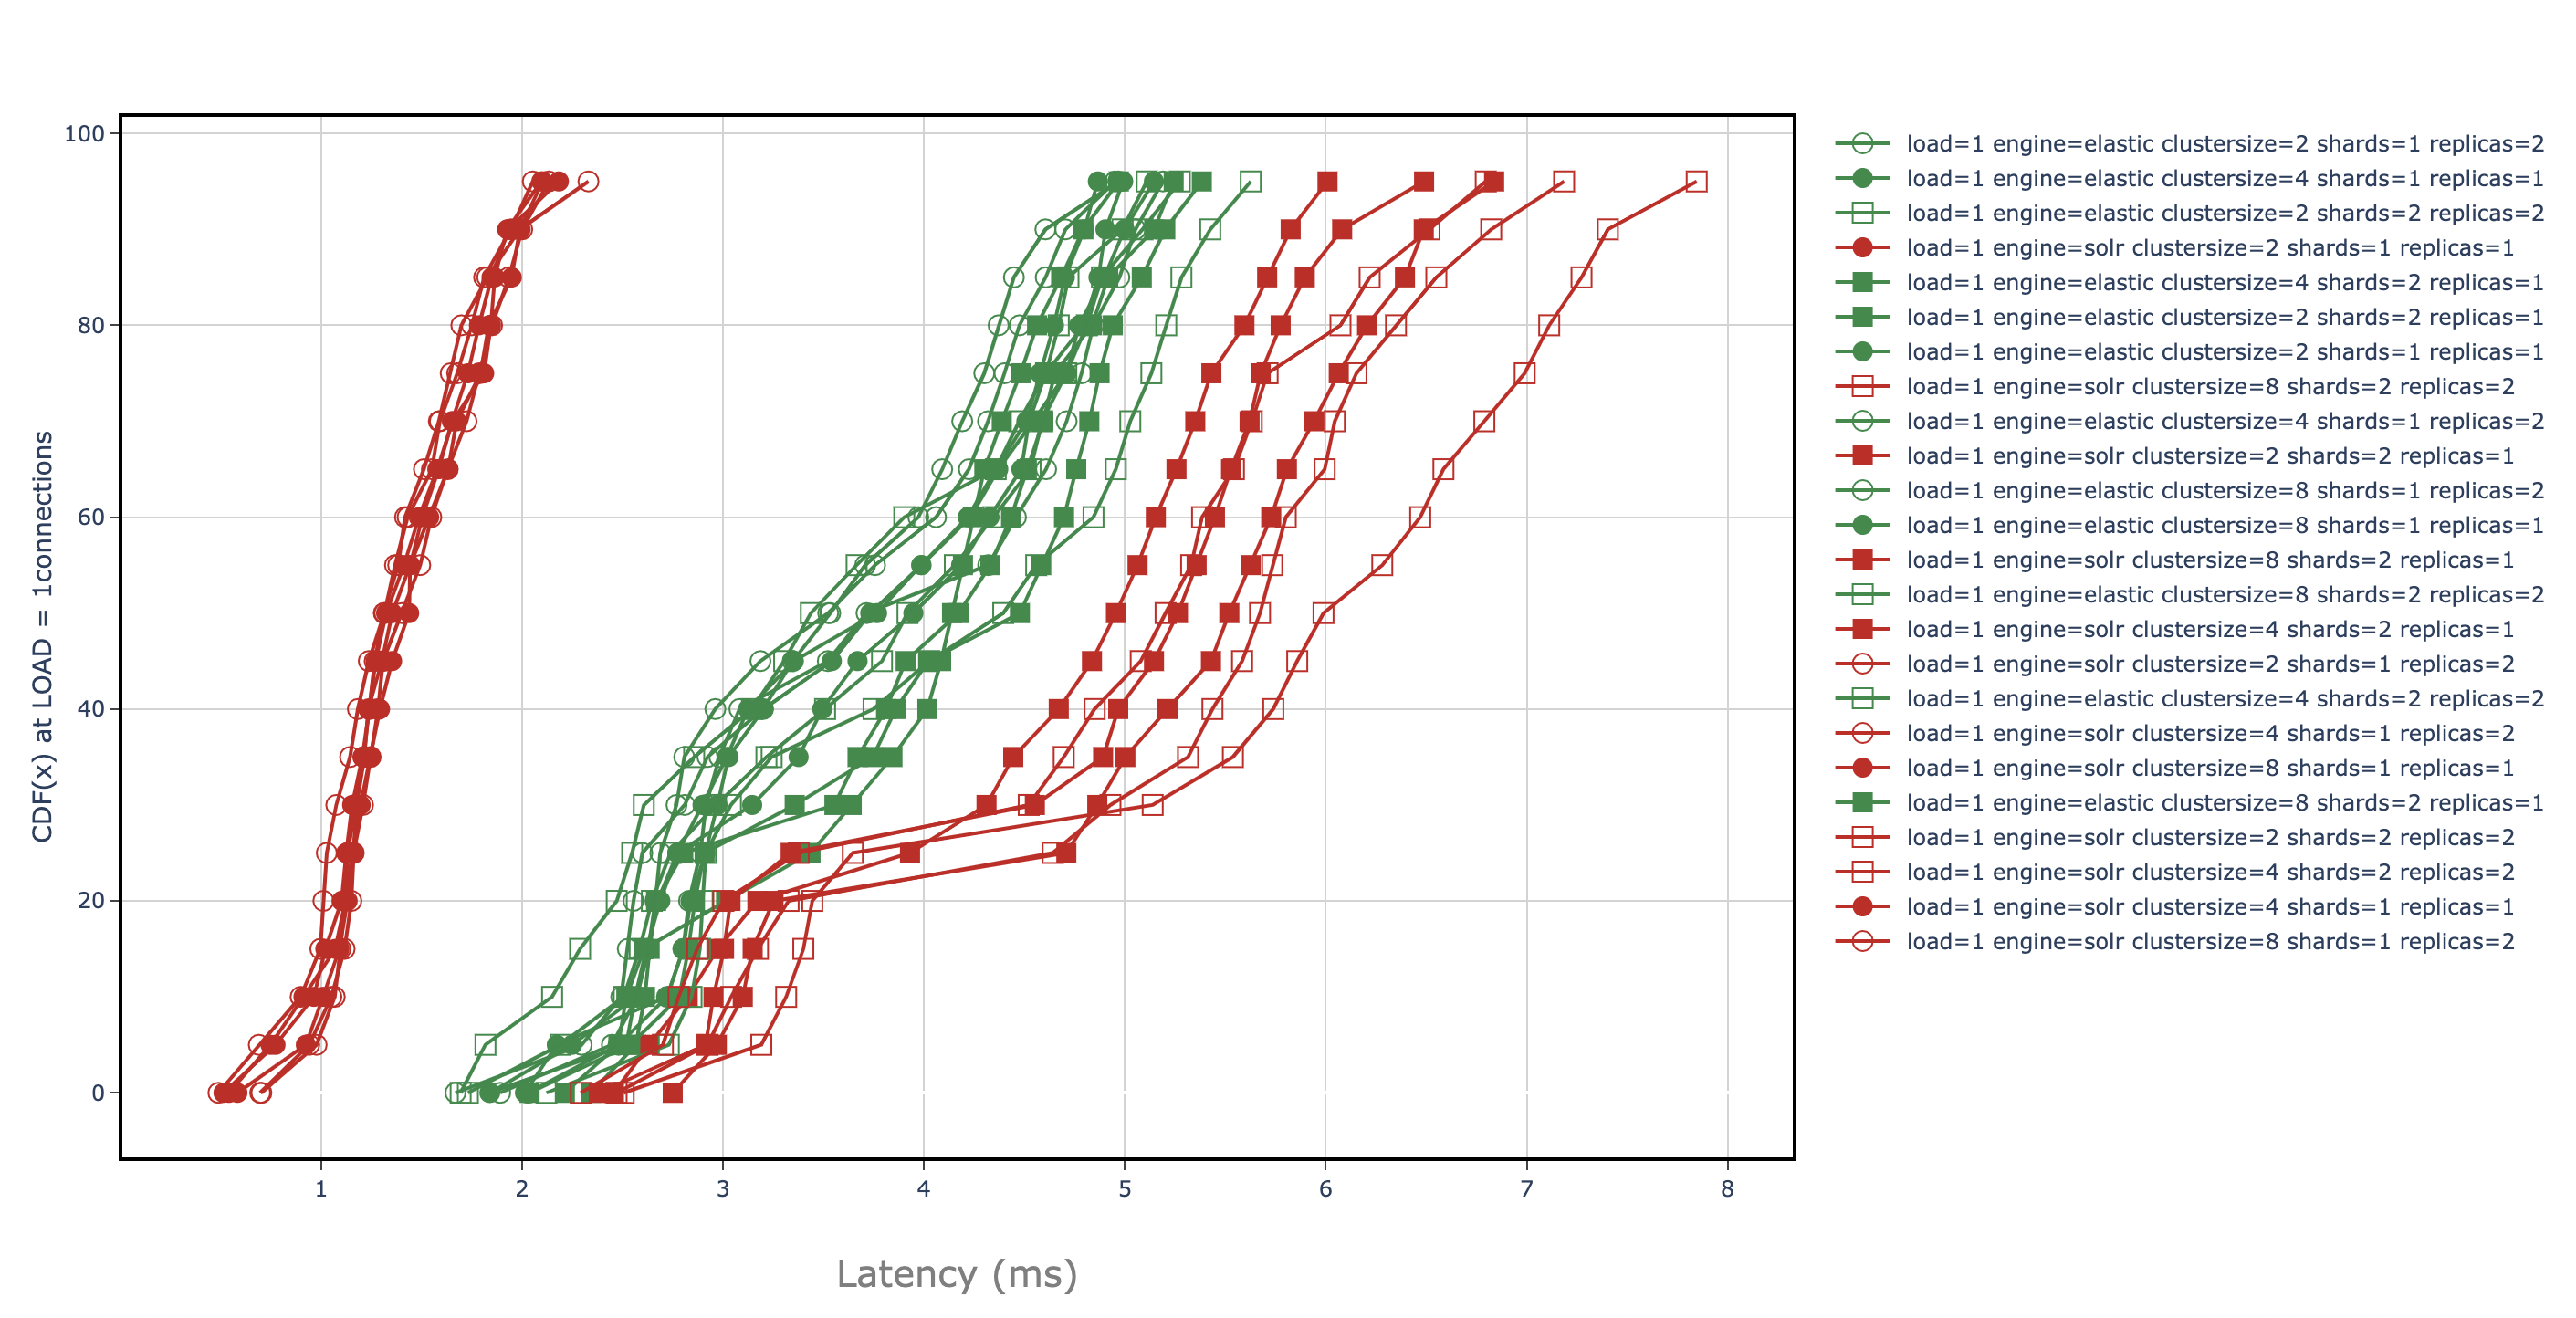 100
80
60
40
20
0
CDF(x) at LOAD = 1connections
1 2 3 4 5 6 7 8
Latency (ms)
load=1 engine=elastic clustersize=2 shards=1 replicas=2
load=1 engine=elastic clustersize=4 shards=1 replicas=1
load=1 engine=elastic clustersize=2 shards=2 replicas=2
load=1 engine=solr clustersize=2 shards=1 replicas=1
load=1 engine=elastic clustersize=4 shards=2 replicas=1
load=1 engine=elastic clustersize=2 shards=2 replicas=1
load=1 engine=elastic clustersize=2 shards=1 replicas=1
load=1 engine=solr clustersize=8 shards=2 replicas=2
load=1 engine=elastic clustersize=4 shards=1 replicas=2
load=1 engine=solr clustersize=2 shards=2 replicas=1
load=1 engine=elastic clustersize=8 shards=1 replicas=2
load=1 engine=elastic clustersize=8 shards=1 replicas=1
load=1 engine=solr clustersize=8 shards=2 replicas=1
load=1 engine=elastic clustersize=8 shards=2 replicas=2
load=1 engine=solr clustersize=4 shards=2 replicas=1
load=1 engine=solr clustersize=2 shards=1 replicas=2
load=1 engine=elastic clustersize=4 shards=2 replicas=2
load=1 engine=solr clustersize=4 shards=1 replicas=2
load=1 engine=solr clustersize=8 shards=1 replicas=1
load=1 engine=elastic clustersize=8 shards=2 replicas=1
load=1 engine=solr clustersize=2 shards=2 replicas=2
load=1 engine=solr clustersize=4 shards=2 replicas=2
load=1 engine=solr clustersize=4 shards=1 replicas=1
load=1 engine=solr clustersize=8 shards=1 replicas=2